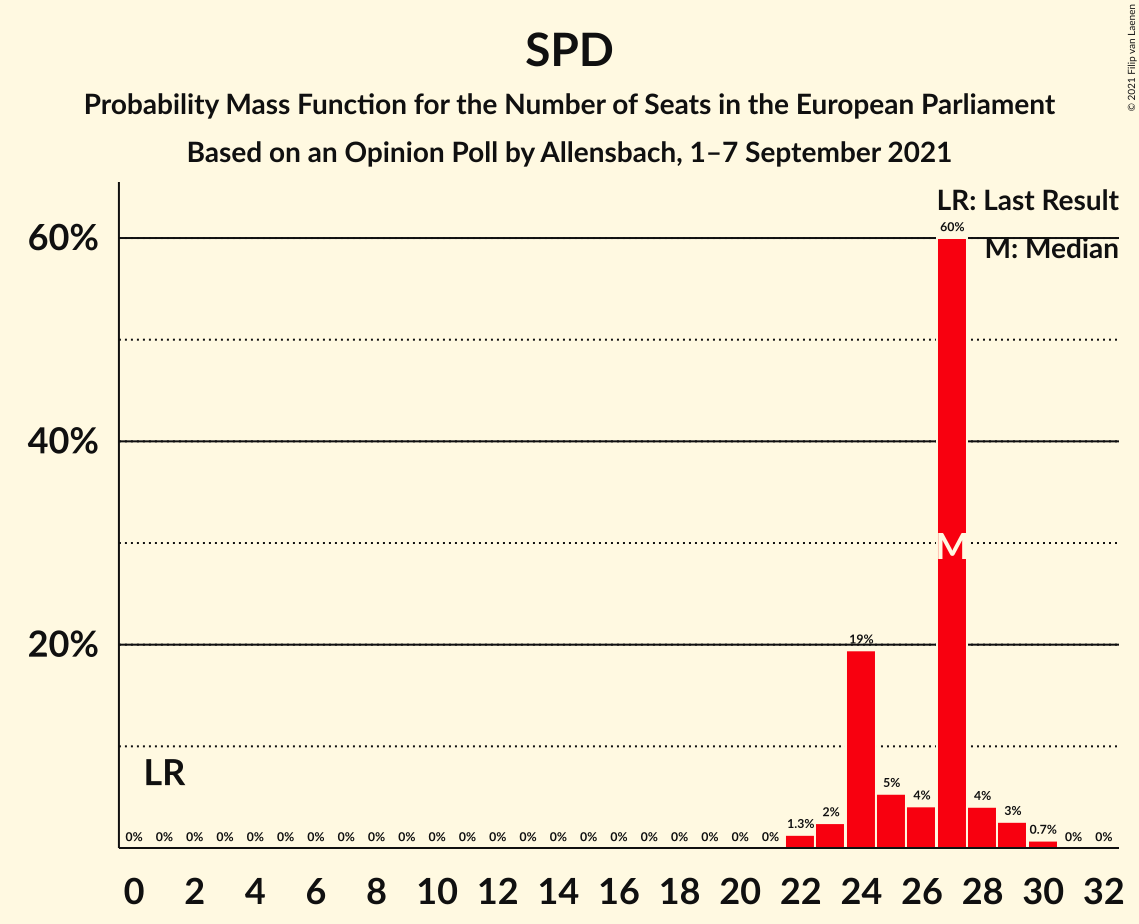 SPD
Probability Mass Function for the Number of Seats in the European Parliament
Based on an Opinion Poll by Allensbach, 1–7 September 2021
© 2021 Filip van Laenen
LR: Last Result
M: Median
60%
40%
20%
60%
M
19%
LR
0% 0% 0% 0% 0% 0% 0% 0% 0% 0% 0% 0% 0% 0% 0% 0% 0% 0% 0% 0% 0% 0% 1.3% 2% 5% 4% 4% 3% 0.7% 0% 0%
0 2 4 6 8 10 12 14 16 18 20 22 24 26 28 30 32